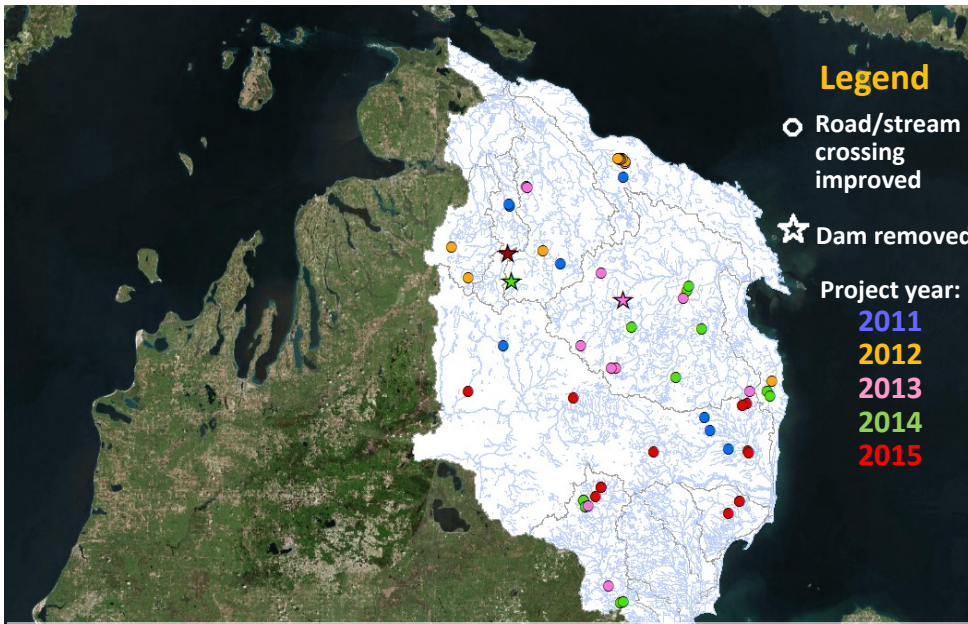 Legend
Road/stream
crossing
improved
Dam removed
Project year:
2011
2012
2013
2014
2015